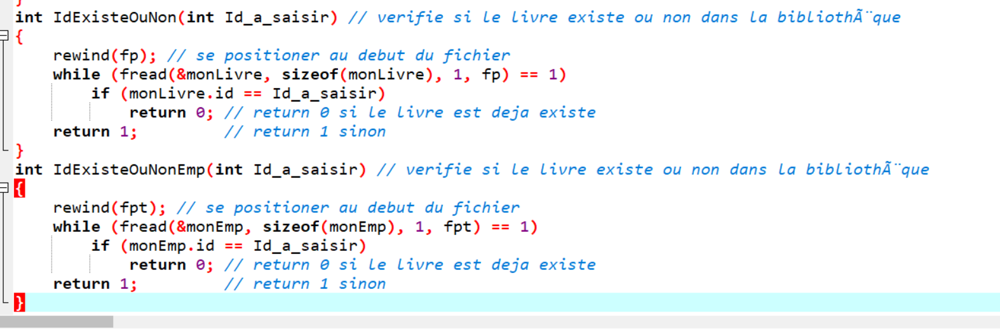 }
int IdExisteOuNon(int Id_a_saisir) // verifie si le livre existe ou non dans la bibliothÃ¨que
{
    rewind(fp); // se positioner au debut du fichier
    while (fread(&monLivre, sizeof(monLivre), 1, fp) == 1)
        if (monLivre.id == Id_a_saisir)
            return 0; // return 0 si le livre est deja existe
    return 1;         // return 1 sinon
}
int IdExisteOuNonEmp(int Id_a_saisir) // verifie si le livre existe ou non dans la bibliothÃ¨que
{
    rewind(fpt); // se positioner au debut du fichier
    while (fread(&monEmp, sizeof(monEmp), 1, fpt) == 1)
        if (monEmp.id == Id_a_saisir)
            return 0; // return 0 si le livre est deja existe
    return 1;         // return 1 sinon
}